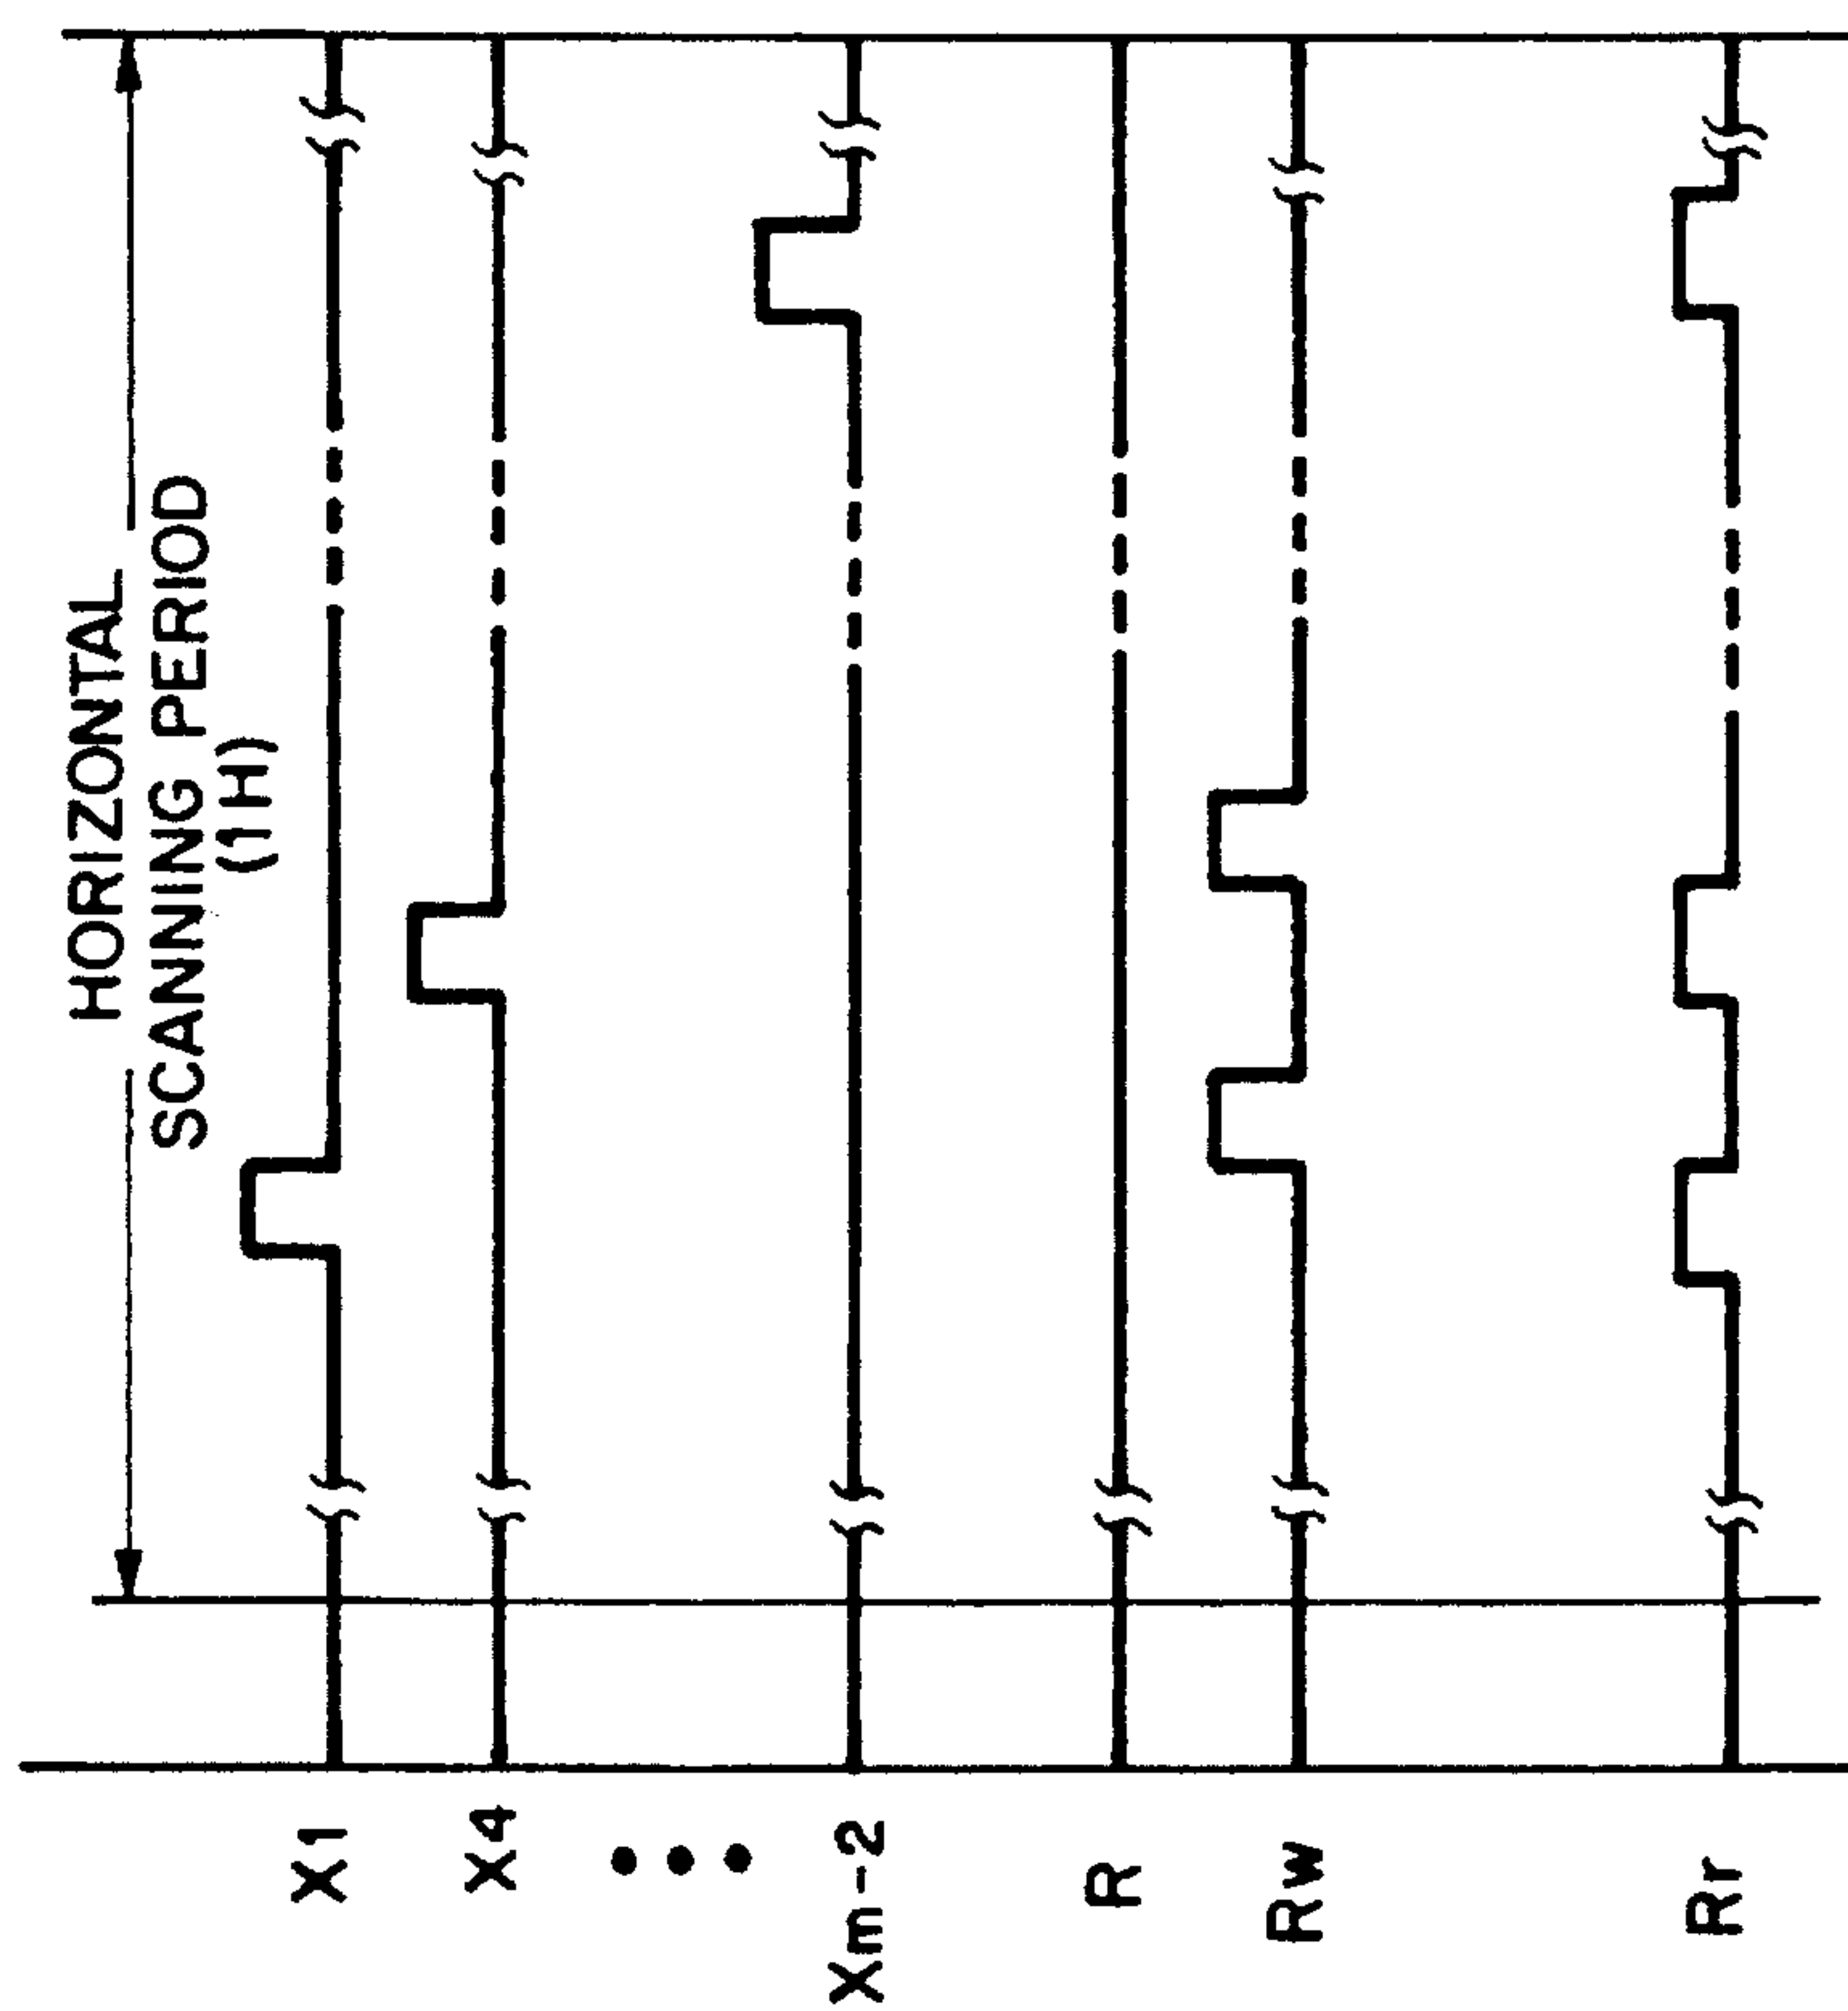 HORIZONTAL
SCANNING PERIOD
(1H)
X1
X4
•••
Xm-2
R
Rw
Rr